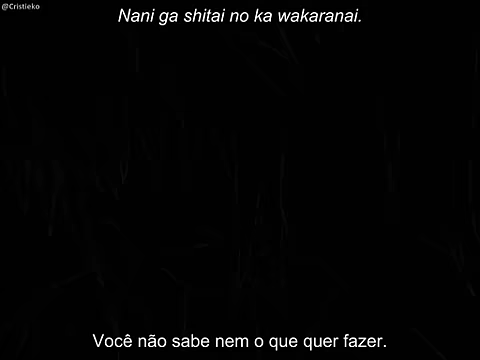 @Cristieko
Nani ga shitai no ka wakaranai.
Você não sabe nem o que quer fazer.